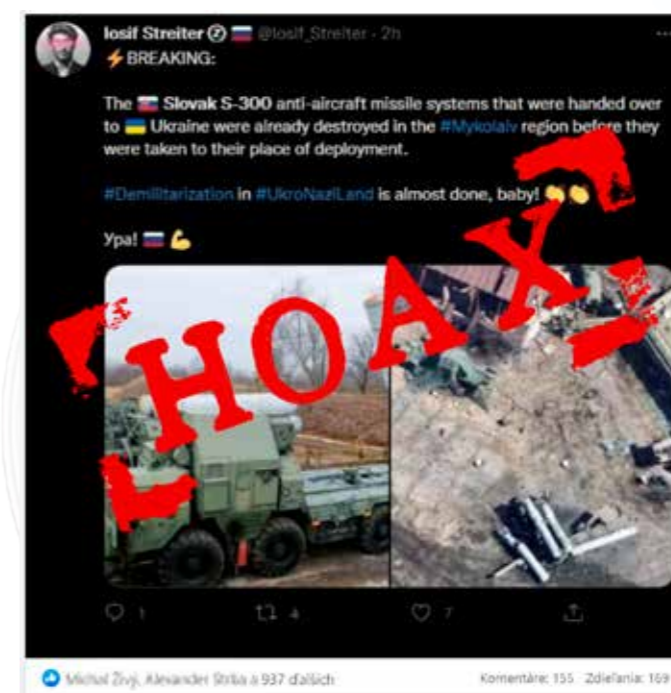 Iosif Streiter Ⓩ 🇷🇺 @Iosif_Streiter · 2h
⚡BREAKING:
The 🇸🇰 Slovak S-300 anti-aircraft missile systems that were handed over
to 🇺🇦 Ukraine were already destroyed in the #Mykolaiv region before they
were taken to their place of deployment.
#Demilitarization in #UkroNaziLand is almost done, baby! 👏👏
Ура! 🇷🇺 💪
HOAX
1 4 7
Michal Živý, Alexander Štrba a 937 ďalších Komentáre: 155 Zdieľania: 169